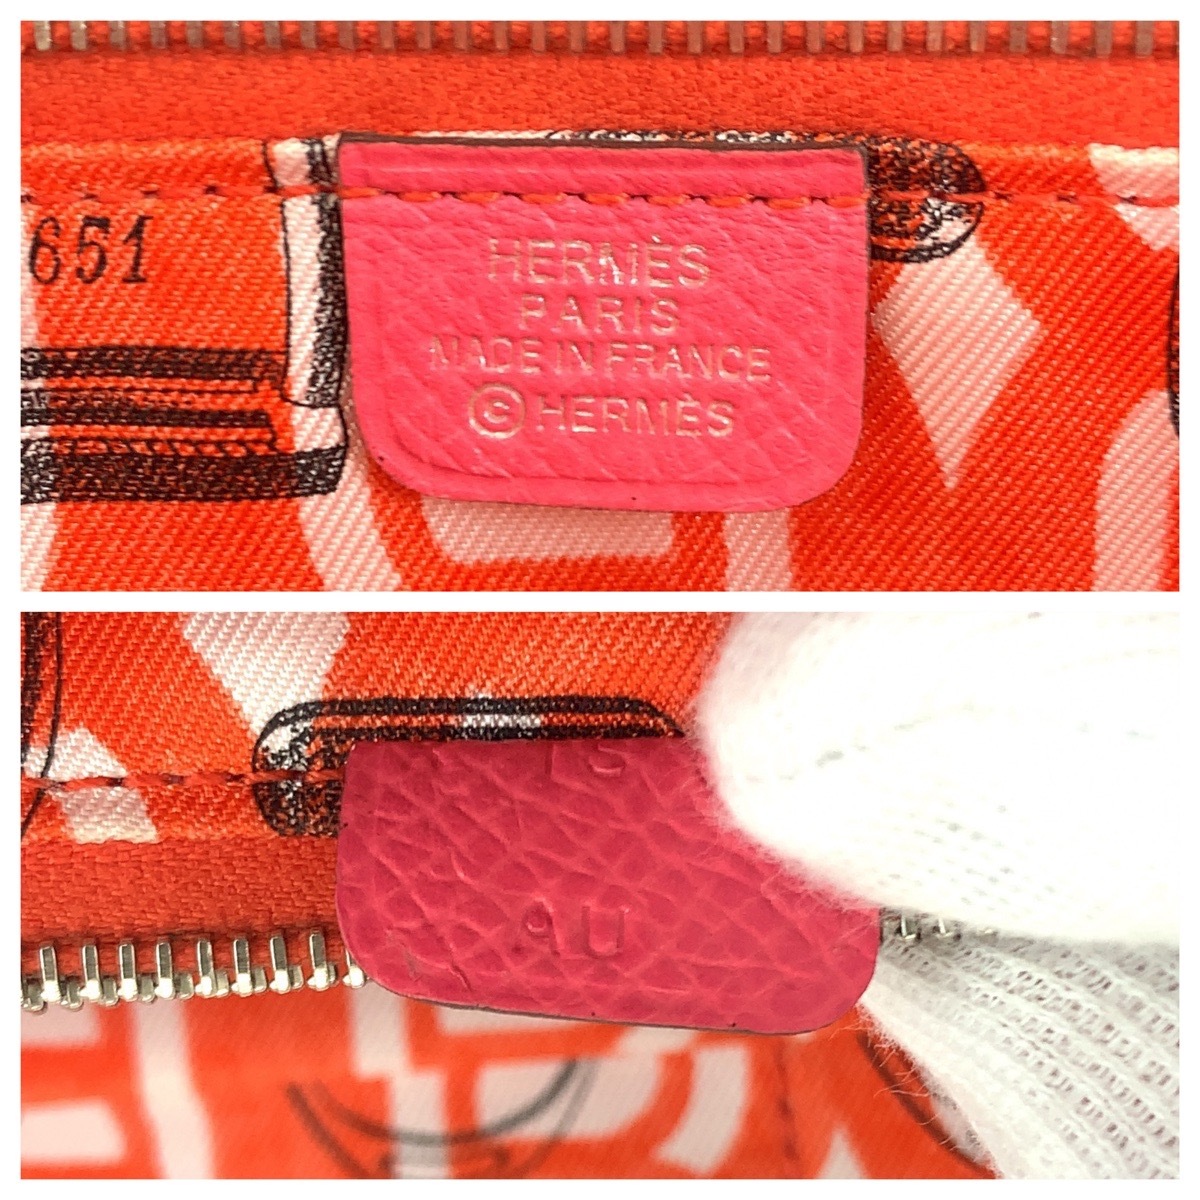 651
HERMÈS
PARIS
MADE IN FRANCE
©HERMÈS
AU